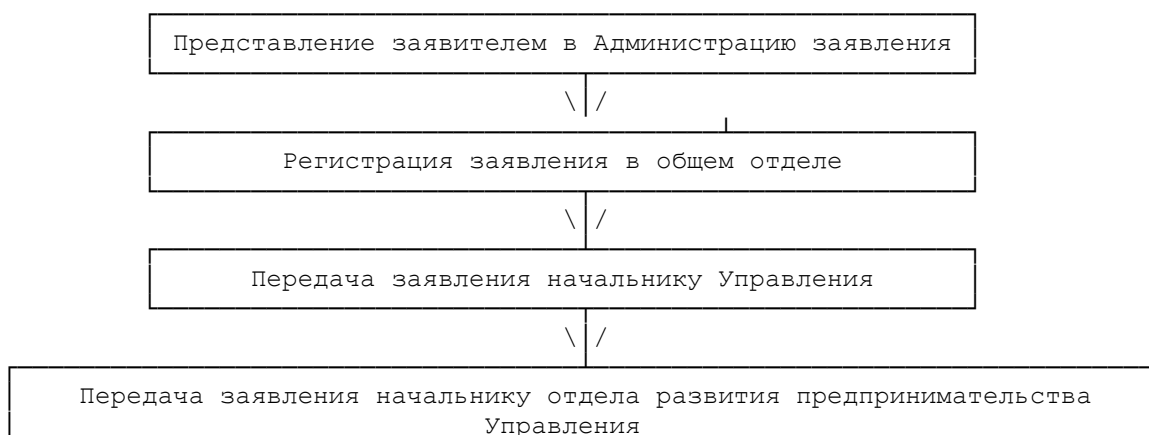 Представление заявителем в Администрацию заявления
Регистрация заявления в общем отделе
Передача заявления начальнику Управления
Передача заявления начальнику отдела развития предпринимательства
Управления